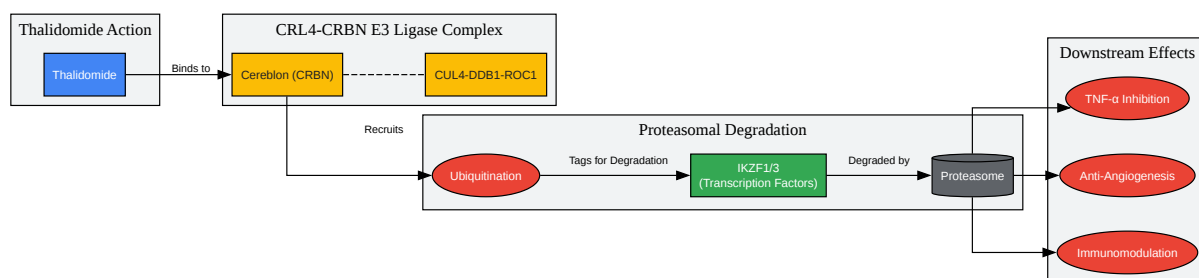 Thalidomide Action
Thalidomide
Binds to
CRL4-CRBN E3 Ligase Complex
Cereblon (CRBN)
CUL4-DDB1-ROC1
Recruits
Proteasomal Degradation
Ubiquitination
Tags for Degradation
IKZF1/3
(Transcription Factors)
Degraded by
Proteasome
Downstream Effects
TNF-α Inhibition
Anti-Angiogenesis
Immunomodulation